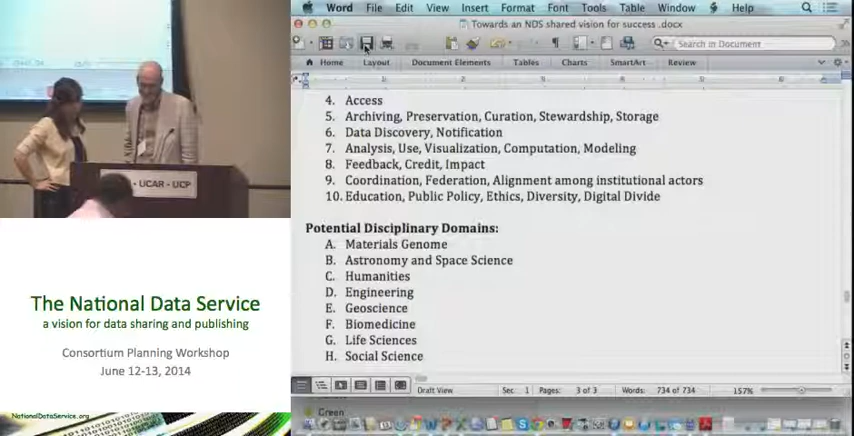 - UCAR - UCP
The National Data Service
a vision for data sharing and publishing
Consortium Planning Workshop
June 12-13, 2014
NationalDataService.org
Word File Edit View Insert Format Font Tools Table Window Help
Towards an NDS shared vision for success .docx
Search in Document
Home Layout Document Elements Tables Charts SmartArt Review
4. Access
5. Archiving, Preservation, Curation, Stewardship, Storage
6. Data Discovery, Notification
7. Analysis, Use, Visualization, Computation, Modeling
8. Feedback, Credit, Impact
9. Coordination, Federation, Alignment among institutional actors
10. Education, Public Policy, Ethics, Diversity, Digital Divide
Potential Disciplinary Domains:
A. Materials Genome
B. Astronomy and Space Science
C. Humanities
D. Engineering
E. Geoscience
F. Biomedicine
G. Life Sciences
H. Social Science
Draft View Sec 1 Pages: 3 of 3 Words: 734 of 734 157%
Green